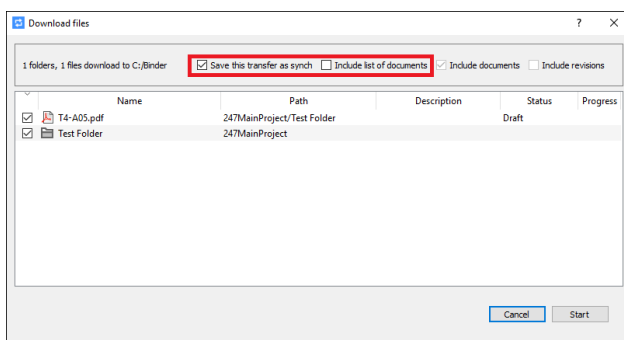 Download files
? X
1 folders, 1 files download to C:/Binder Save this transfer as synch Include list of documents Include documents Include revisions
Name Path Description Status Progress
T4-A05.pdf 247MainProject/Test Folder Draft
Test Folder 247MainProject
Cancel Start